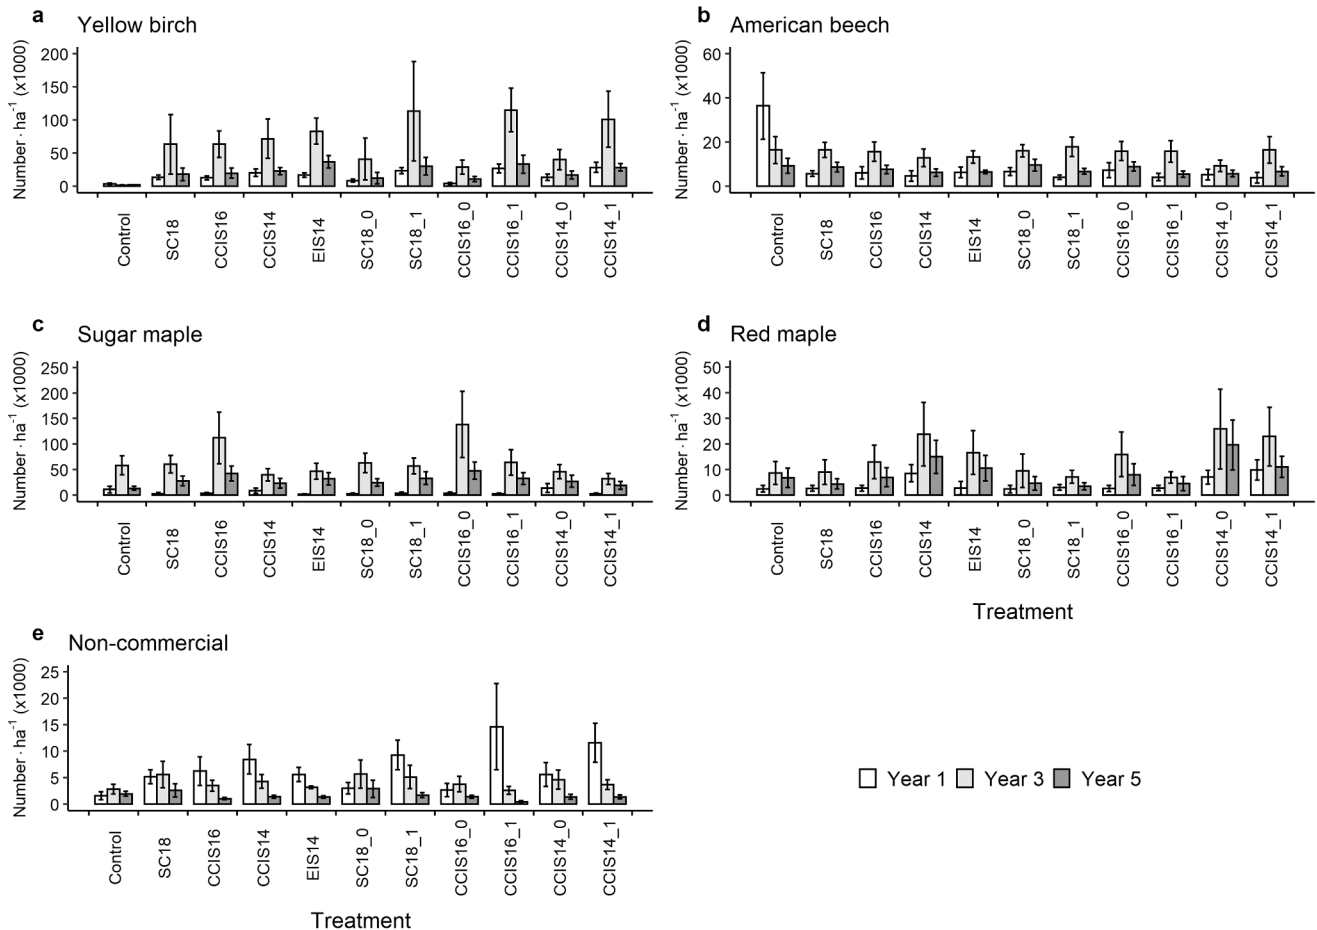 a Yellow birch
Number·ha⁻¹ (x1000)
200
150
100
50
0
Control SC18 CCIS16 CCIS14 EIS14 SC18_0 SC18_1 CCIS16_0 CCIS16_1 CCIS14_0 CCIS14_1
b American beech
Number·ha⁻¹ (x1000)
60
40
20
0
Control SC18 CCIS16 CCIS14 EIS14 SC18_0 SC18_1 CCIS16_0 CCIS16_1 CCIS14_0 CCIS14_1
c Sugar maple
Number·ha⁻¹ (x1000)
250
200
150
100
50
0
Control SC18 CCIS16 CCIS14 EIS14 SC18_0 SC18_1 CCIS16_0 CCIS16_1 CCIS14_0 CCIS14_1
d Red maple
Number·ha⁻¹ (x1000)
50
40
30
20
10
0
Control SC18 CCIS16 CCIS14 EIS14 SC18_0 SC18_1 CCIS16_0 CCIS16_1 CCIS14_0 CCIS14_1
Treatment
e Non-commercial
Number·ha⁻¹ (x1000)
25
20
15
10
5
0
Control SC18 CCIS16 CCIS14 EIS14 SC18_0 SC18_1 CCIS16_0 CCIS16_1 CCIS14_0 CCIS14_1
Treatment
Year 1 Year 3 Year 5